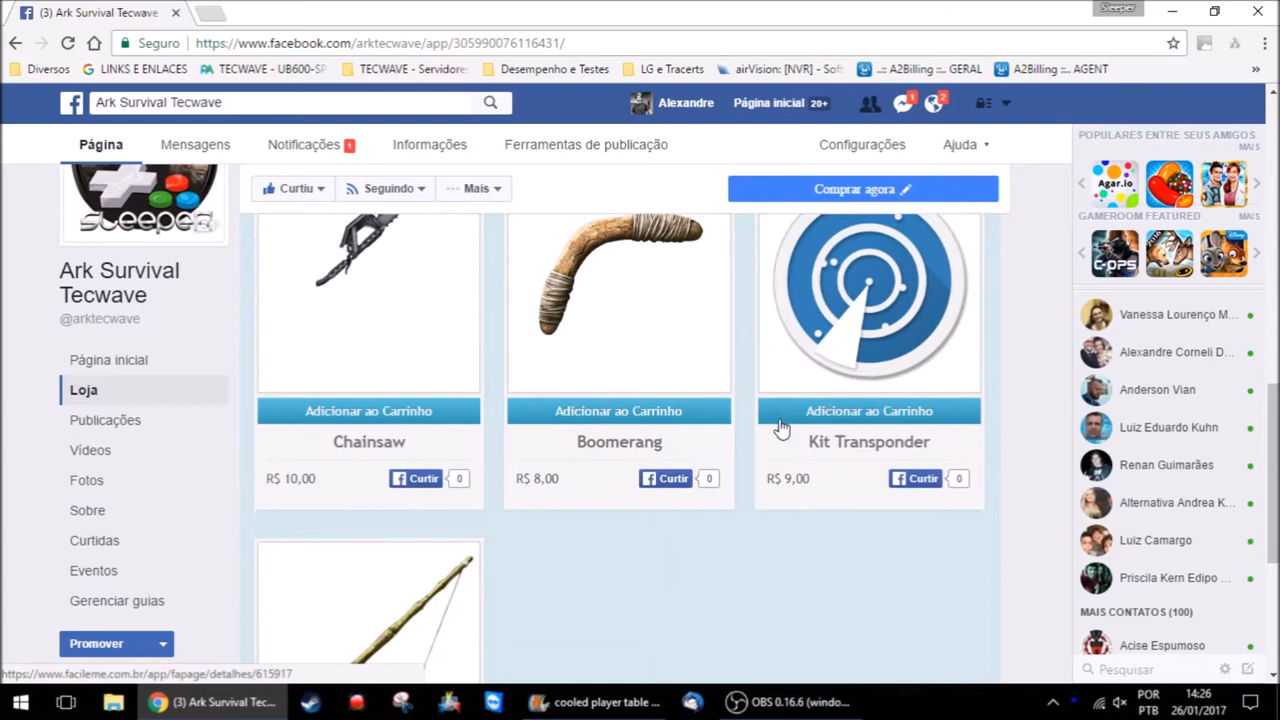 (3) Ark Survival Tecwave
Sleeper
Seguro
https://www.facebook.com/arktecwave/app/305990076116431/
Diversos
LINKS E ENLACES
TECWAVE - UB600-SP
TECWAVE - Servidore
Desempenho e Testes
LG e Tracerts
airVision: [NVR] - Soft
..:: A2Billing ::.. GERAL
A2Billing ::.. AGENT
»
Ark Survival Tecwave
Alexandre
Página inicial 20+
1
2
Página
Mensagens
Notificações 1
Informações
Ferramentas de publicação
Configurações
Ajuda
Curtiu
Seguindo
Mais
Comprar agora
sleeper
Ark Survival
Tecwave
@arktecwave
Página inicial
Loja
Publicações
Vídeos
Fotos
Sobre
Curtidas
Eventos
Gerenciar guias
Promover
Adicionar ao Carrinho
Adicionar ao Carrinho
Adicionar ao Carrinho
Chainsaw
Boomerang
Kit Transponder
R$ 10,00
Curtir
0
R$ 8,00
Curtir
0
R$ 9,00
Curtir
0
POPULARES ENTRE SEUS AMIGOS
MAIS
Agar.io
GAMEROOM FEATURED
MAIS
C-OPS
Vanessa Lourenço M...
Alexandre Corneli D...
Anderson Vian
Luiz Eduardo Kuhn
Renan Guimarães
Alternativa Andrea K...
Luiz Camargo
Priscila Kern Edipo ...
MAIS CONTATOS (100)
Acise Espumoso
Pesquisar
https://www.facileme.com.br/app/fapage/detalhes/615917
(3) Ark Survival Tec...
cooled player table ...
OBS 0.16.6 (windo...
POR
PTB
14:26
26/01/2017